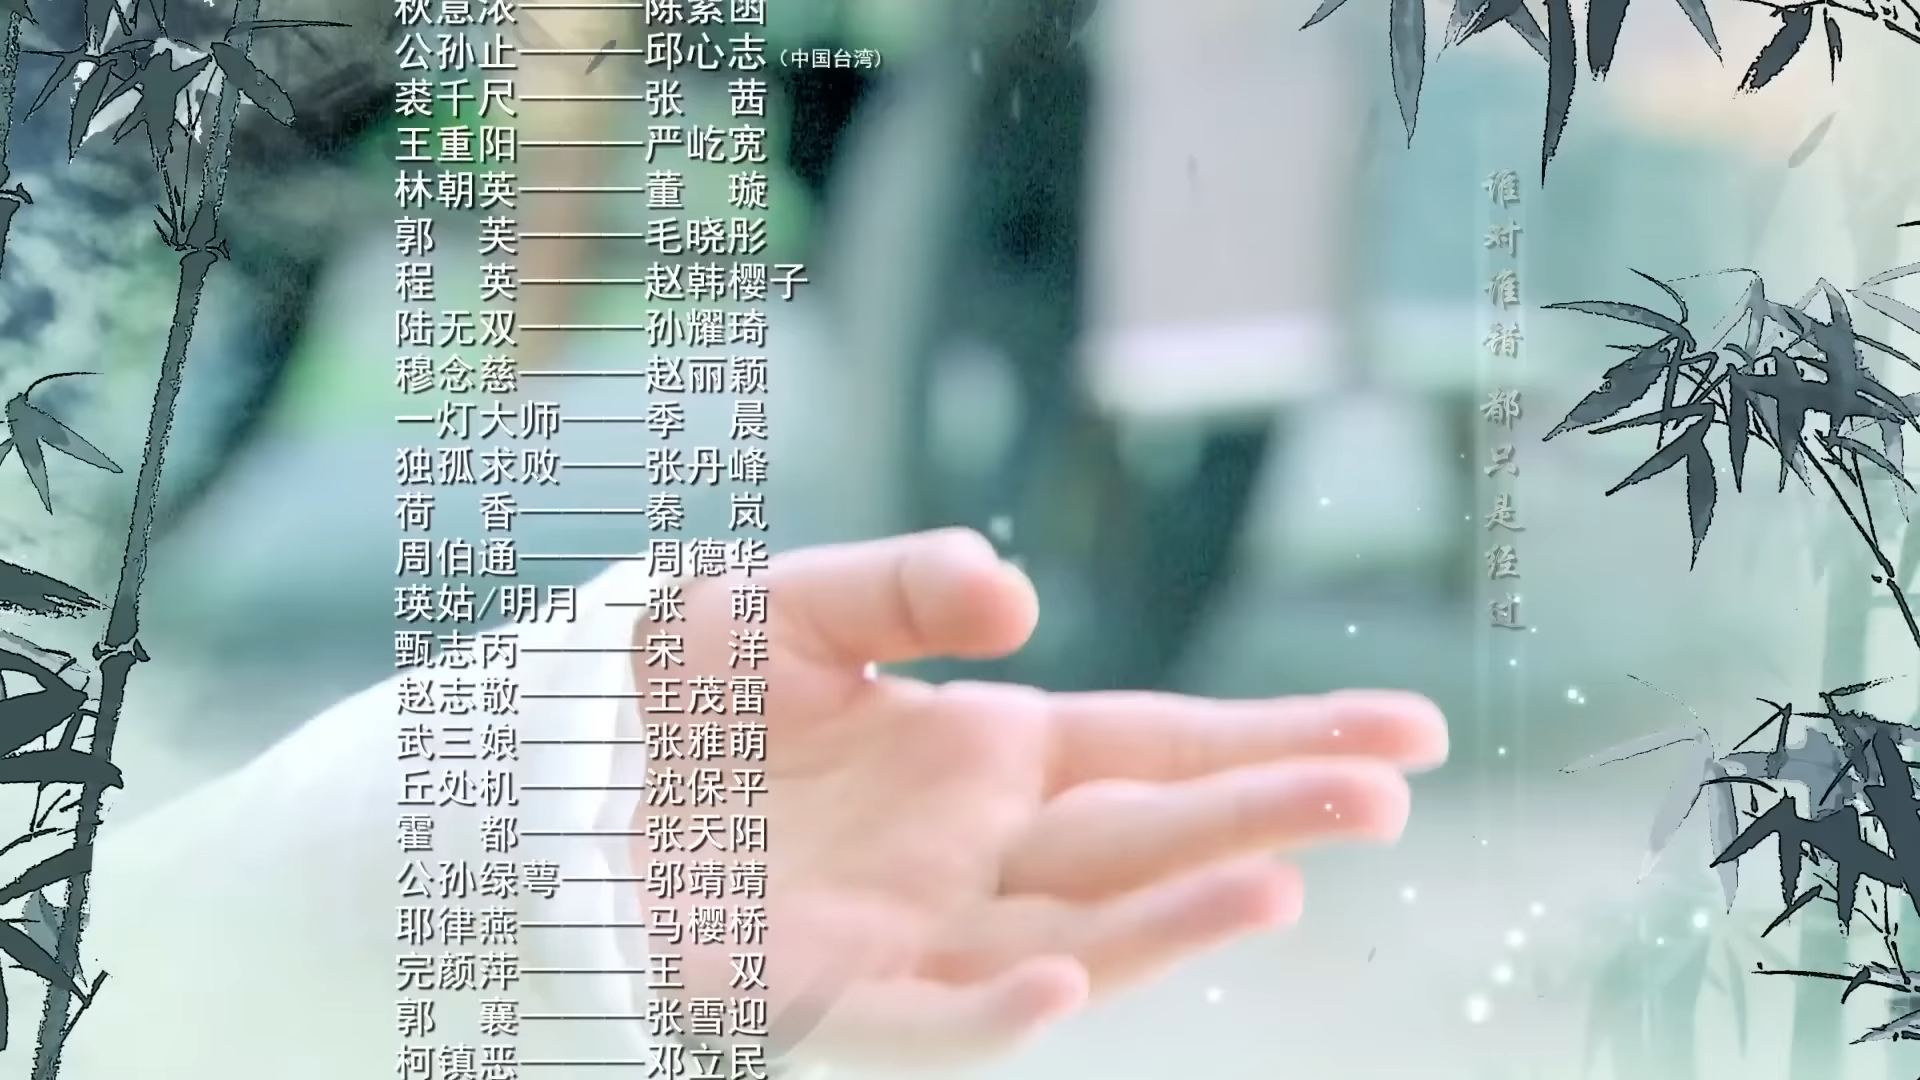 秋意浓———陈紫函
公孙止———邱心志（中国台湾）
裘千尺———张　茜
王重阳———严屹宽
林朝英———董　璇
郭　芙———毛晓彤
程　英———赵韩樱子
陆无双———孙耀琦
穆念慈———赵丽颖
一灯大师——季　晨
独孤求败——张丹峰
荷　香———秦　岚
周伯通———周德华
瑛姑/明月 —张　萌
甄志丙———宋　洋
赵志敬———王茂雷
武三娘———张雅萌
丘处机———沈保平
霍　都———张天阳
公孙绿萼——邬靖靖
耶律燕———马樱桥
完颜萍———王　双
郭　襄———张雪迎
柯镇恶———邓立民
谁对谁错 都只是经过